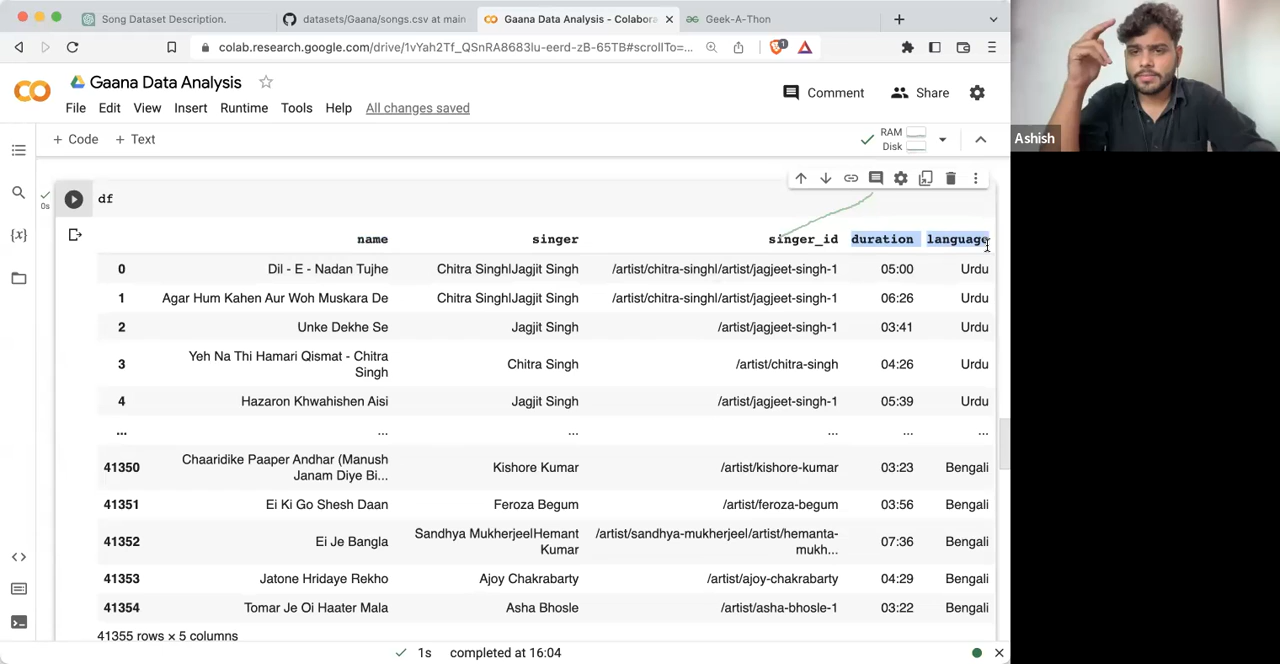 Song Dataset Description.
datasets/Gaana/songs.csv at main
Gaana Data Analysis - Colabora
Geek-A-Thon
colab.research.google.com/drive/1vYah2Tf_QSnRA8683lu-eerd-zB-65TB#scrollTo=...
1
Gaana Data Analysis
File Edit View Insert Runtime Tools Help All changes saved
Comment Share
+ Code + Text
RAM
Disk
Ashish
df
0s
name singer singer_id duration language
0 Dil - E - Nadan Tujhe Chitra Singh|Jagjit Singh /artist/chitra-singh|/artist/jagjeet-singh-1 05:00 Urdu
1 Agar Hum Kahen Aur Woh Muskara De Chitra Singh|Jagjit Singh /artist/chitra-singh|/artist/jagjeet-singh-1 06:26 Urdu
2 Unke Dekhe Se Jagjit Singh /artist/jagjeet-singh-1 03:41 Urdu
3 Yeh Na Thi Hamari Qismat - Chitra
Singh Chitra Singh /artist/chitra-singh 04:26 Urdu
4 Hazaron Khwahishen Aisi Jagjit Singh /artist/jagjeet-singh-1 05:39 Urdu
... ... ... ... ... ...
41350 Chaaridike Paaper Andhar (Manush
Janam Diye Bi... Kishore Kumar /artist/kishore-kumar 03:23 Bengali
41351 Ei Ki Go Shesh Daan Feroza Begum /artist/feroza-begum 03:56 Bengali
41352 Ei Je Bangla Sandhya Mukherjee|Hemant
Kumar /artist/sandhya-mukherjee|/artist/hemanta-
mukh... 07:36 Bengali
41353 Jatone Hridaye Rekho Ajoy Chakrabarty /artist/ajoy-chakrabarty 04:29 Bengali
41354 Tomar Je Oi Haater Mala Asha Bhosle /artist/asha-bhosle-1 03:22 Bengali
41355 rows × 5 columns
1s completed at 16:04